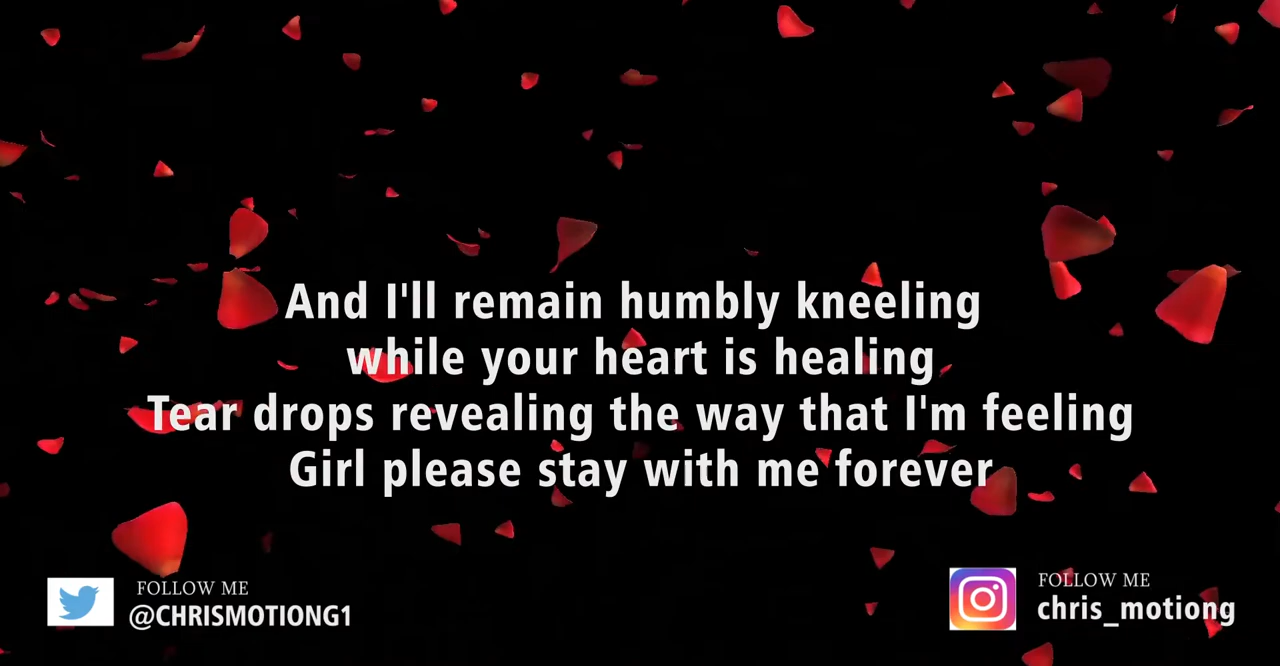 And I'll remain humbly kneeling
while your heart is healing
Tear drops revealing the way that I'm feeling
Girl please stay with me forever
FOLLOW ME
@CHRISMOTIONG1
FOLLOW ME
chris_motiong